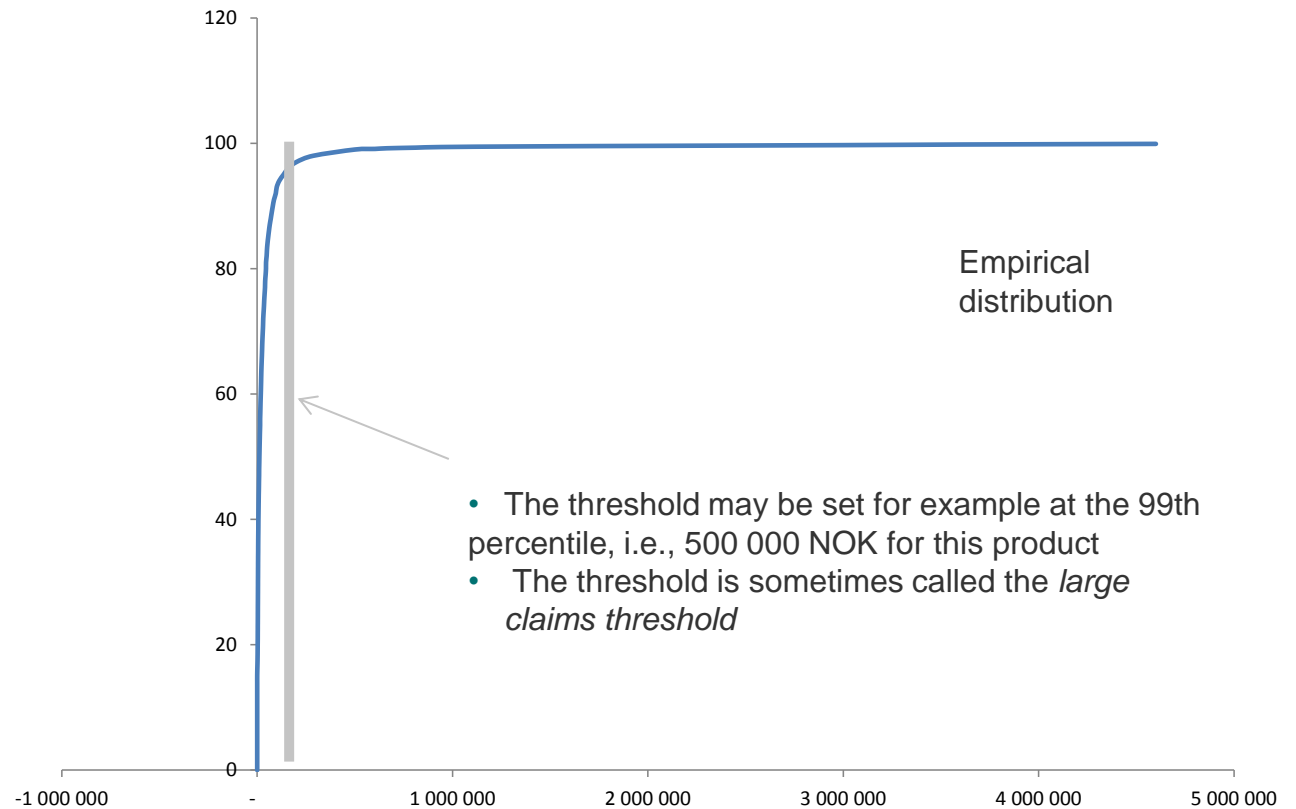 120
100
80
60
40
20
0
Empirical
distribution
• The threshold may be set for example at the 99th
percentile, i.e., 500 000 NOK for this product
• The threshold is sometimes called the large
claims threshold
-1 000 000 - 1 000 000 2 000 000 3 000 000 4 000 000 5 000 000